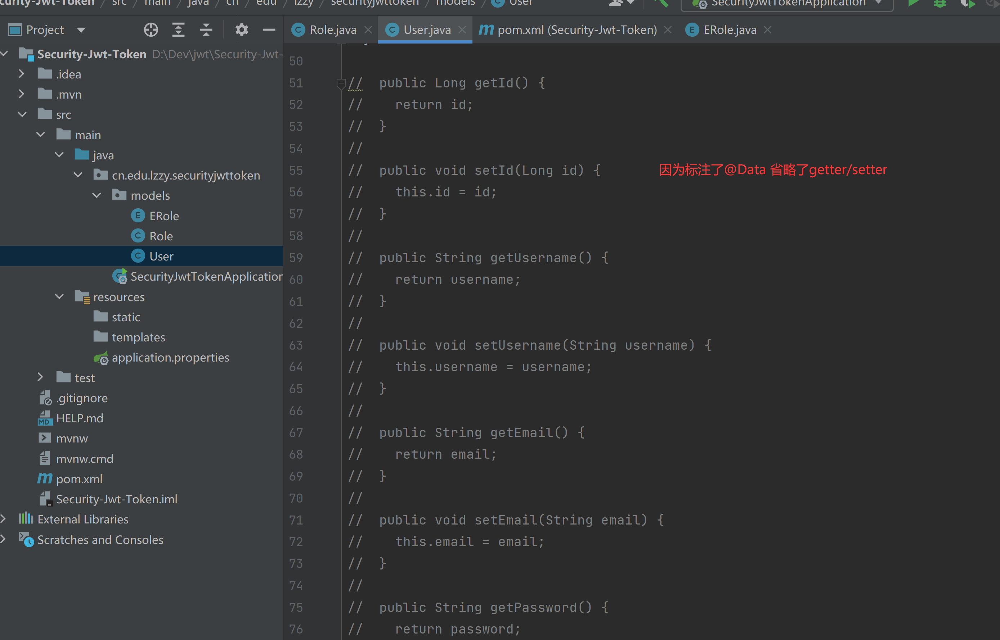 curity-Jwt-Token / src / main / java / cn / edu / lzzy / securityjwttoken / models / User
SecurityJwtTokenApplication
Project
Role.java
User.java
pom.xml (Security-Jwt-Token)
ERole.java
Security-Jwt-Token D:\Dev\jwt\Security-Jwt-
.idea
.mvn
src
main
java
cn.edu.lzzy.securityjwttoken
models
ERole
Role
User
SecurityJwtTokenApplication
resources
static
templates
application.properties
test
.gitignore
HELP.md
mvnw
mvnw.cmd
pom.xml
Security-Jwt-Token.iml
External Libraries
Scratches and Consoles
50
51 //  public Long getId() {
52 //    return id;
53 //  }
54 //
55 //  public void setId(Long id) { 因为标注了@Data 省略了getter/setter
56 //    this.id = id;
57 //  }
58 //
59 //  public String getUsername() {
60 //    return username;
61 //  }
62 //
63 //  public void setUsername(String username) {
64 //    this.username = username;
65 //  }
66 //
67 //  public String getEmail() {
68 //    return email;
69 //  }
70 //
71 //  public void setEmail(String email) {
72 //    this.email = email;
73 //  }
74 //
75 //  public String getPassword() {
76 //    return password;